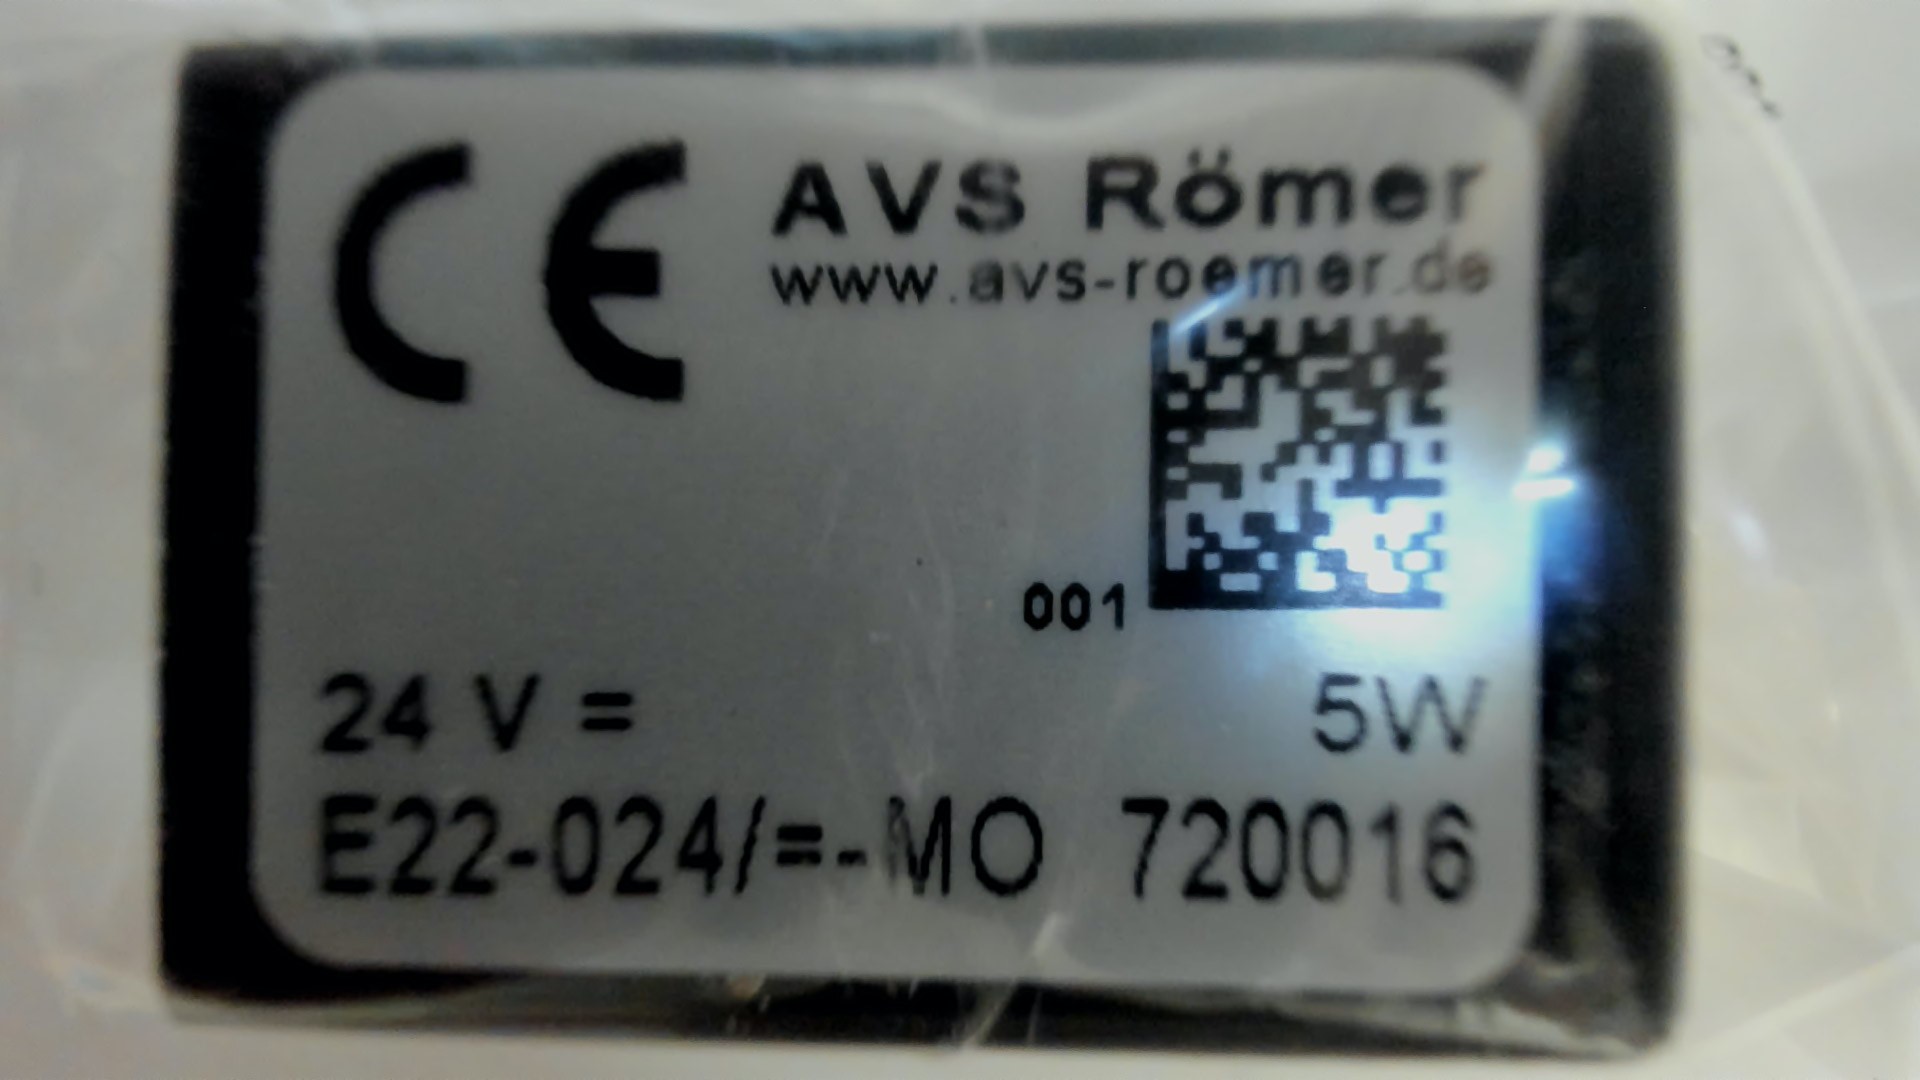 CE
AVS Römer
www.avs-roemer.de
001
24 V = 5W
E22-024/=-MO 720016